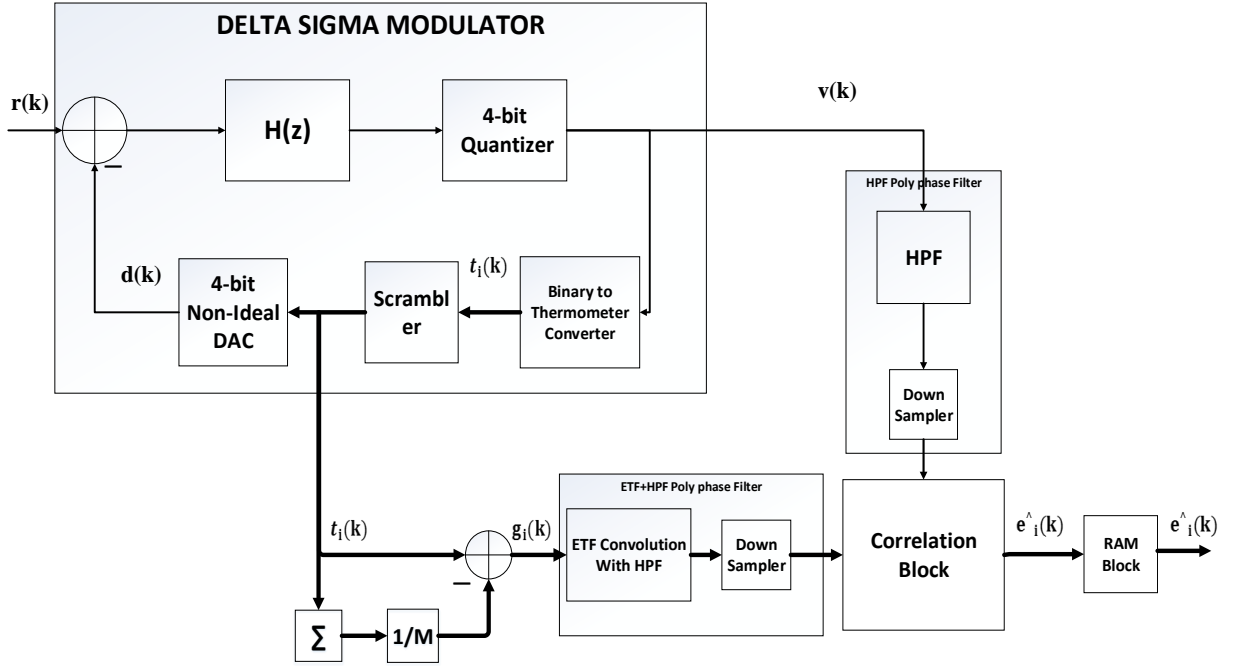 DELTA SIGMA MODULATOR
r(k)
H(z)
4-bit
Quantizer
v(k)
−
HPF Poly phase Filter
HPF
Down
Sampler
d(k)
4-bit
Non-Ideal
DAC
Scrambl
er
tᵢ(k)
Binary to
Thermometer
Converter
tᵢ(k)
−
gᵢ(k)
Σ
1/M
ETF+HPF Poly phase Filter
ETF Convolution
With HPF
Down
Sampler
Correlation
Block
e^ᵢ(k)
RAM
Block
e^ᵢ(k)